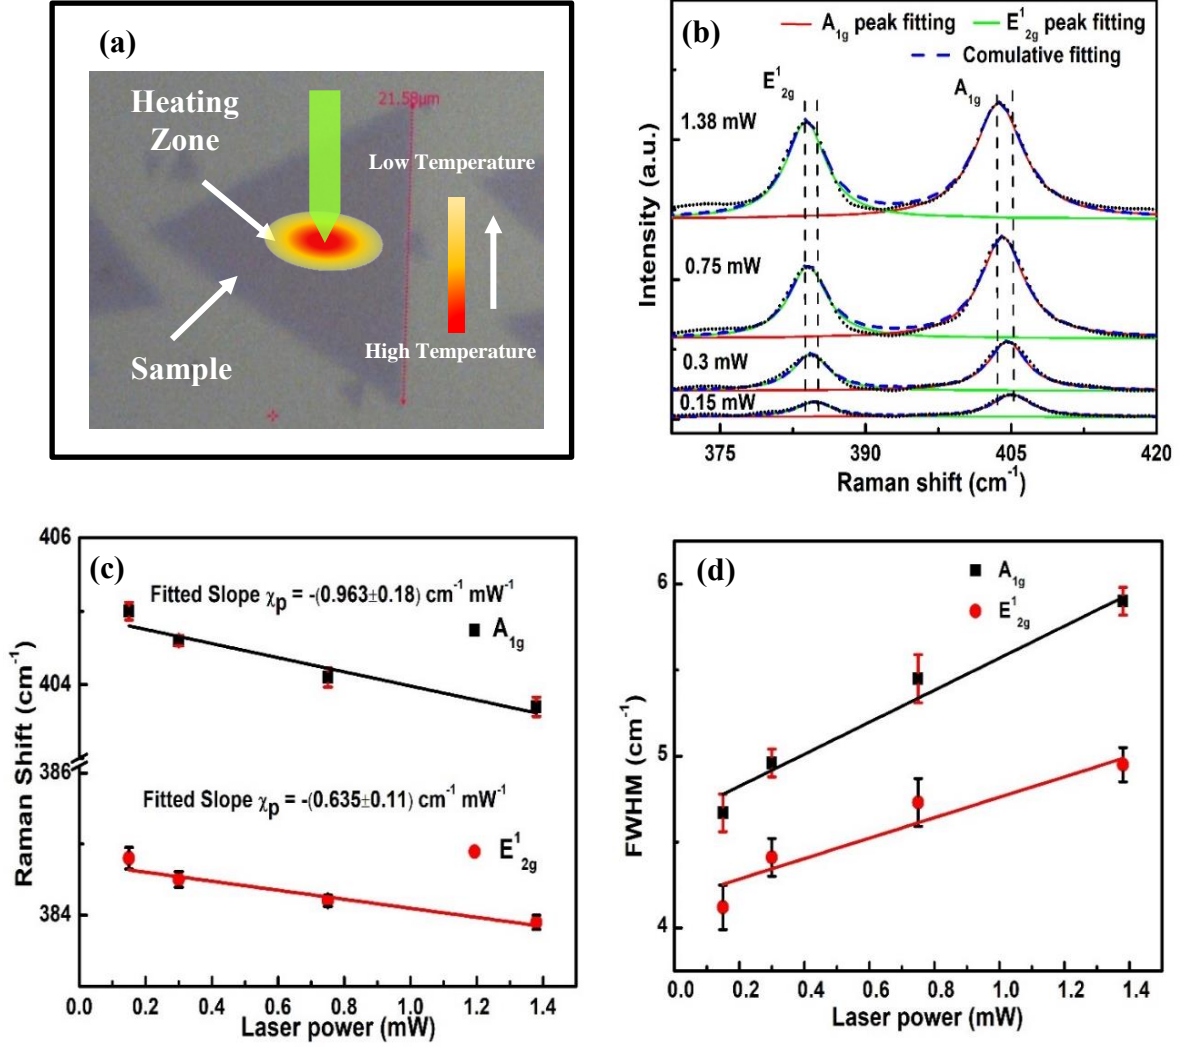 (a)
Heating
Zone
21.58μm
Low Temperature
High Temperature
Sample
(b)
A1g peak fitting
E¹2g peak fitting
Comulative fitting
E¹2g
A1g
1.38 mW
0.75 mW
0.3 mW
0.15 mW
Intensity (a.u.)
375 390 405 420
Raman shift (cm⁻¹)
(c)
Fitted Slope χp = -(0.963±0.18) cm⁻¹ mW⁻¹
A1g
Fitted Slope χp = -(0.635±0.11) cm⁻¹ mW⁻¹
E¹2g
406
404
386
384
Raman Shift (cm⁻¹)
0.0 0.2 0.4 0.6 0.8 1.0 1.2 1.4
Laser power (mW)
(d)
A1g
E¹2g
6
5
4
FWHM (cm⁻¹)
0.0 0.2 0.4 0.6 0.8 1.0 1.2 1.4
Laser power (mW)